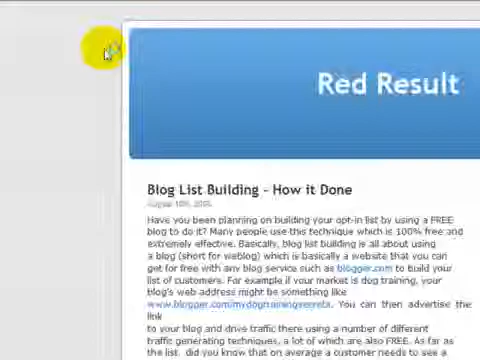 Red Result
Blog List Building - How it Done
August 10th,
Have you been planning on building your opt-in list by using a FREE
blog to do it? Many people use this technique which is 100% free and
extremely effective. Basically, blog list building is all about using
a blog (short for weblog) which is basically a website that you can
get for free with any blog service such as blogger.com to build your
list of customers. For example if your market is dog training, your
blog's web address might be something like
www.blogger.com/mydogtrainingsecrets. You can then advertise the
link
to your blog and drive traffic there using a number of different
traffic generating techniques, a lot of which are also FREE. As far as
the list, did you know that on average a customer needs to see a